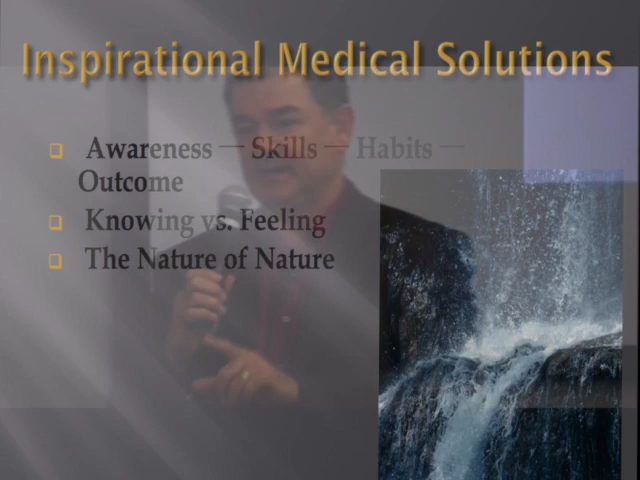 Inspirational Medical Solutions
Awareness — Skills — Habits —
Outcome
Knowing vs. Feeling
The Nature of Nature